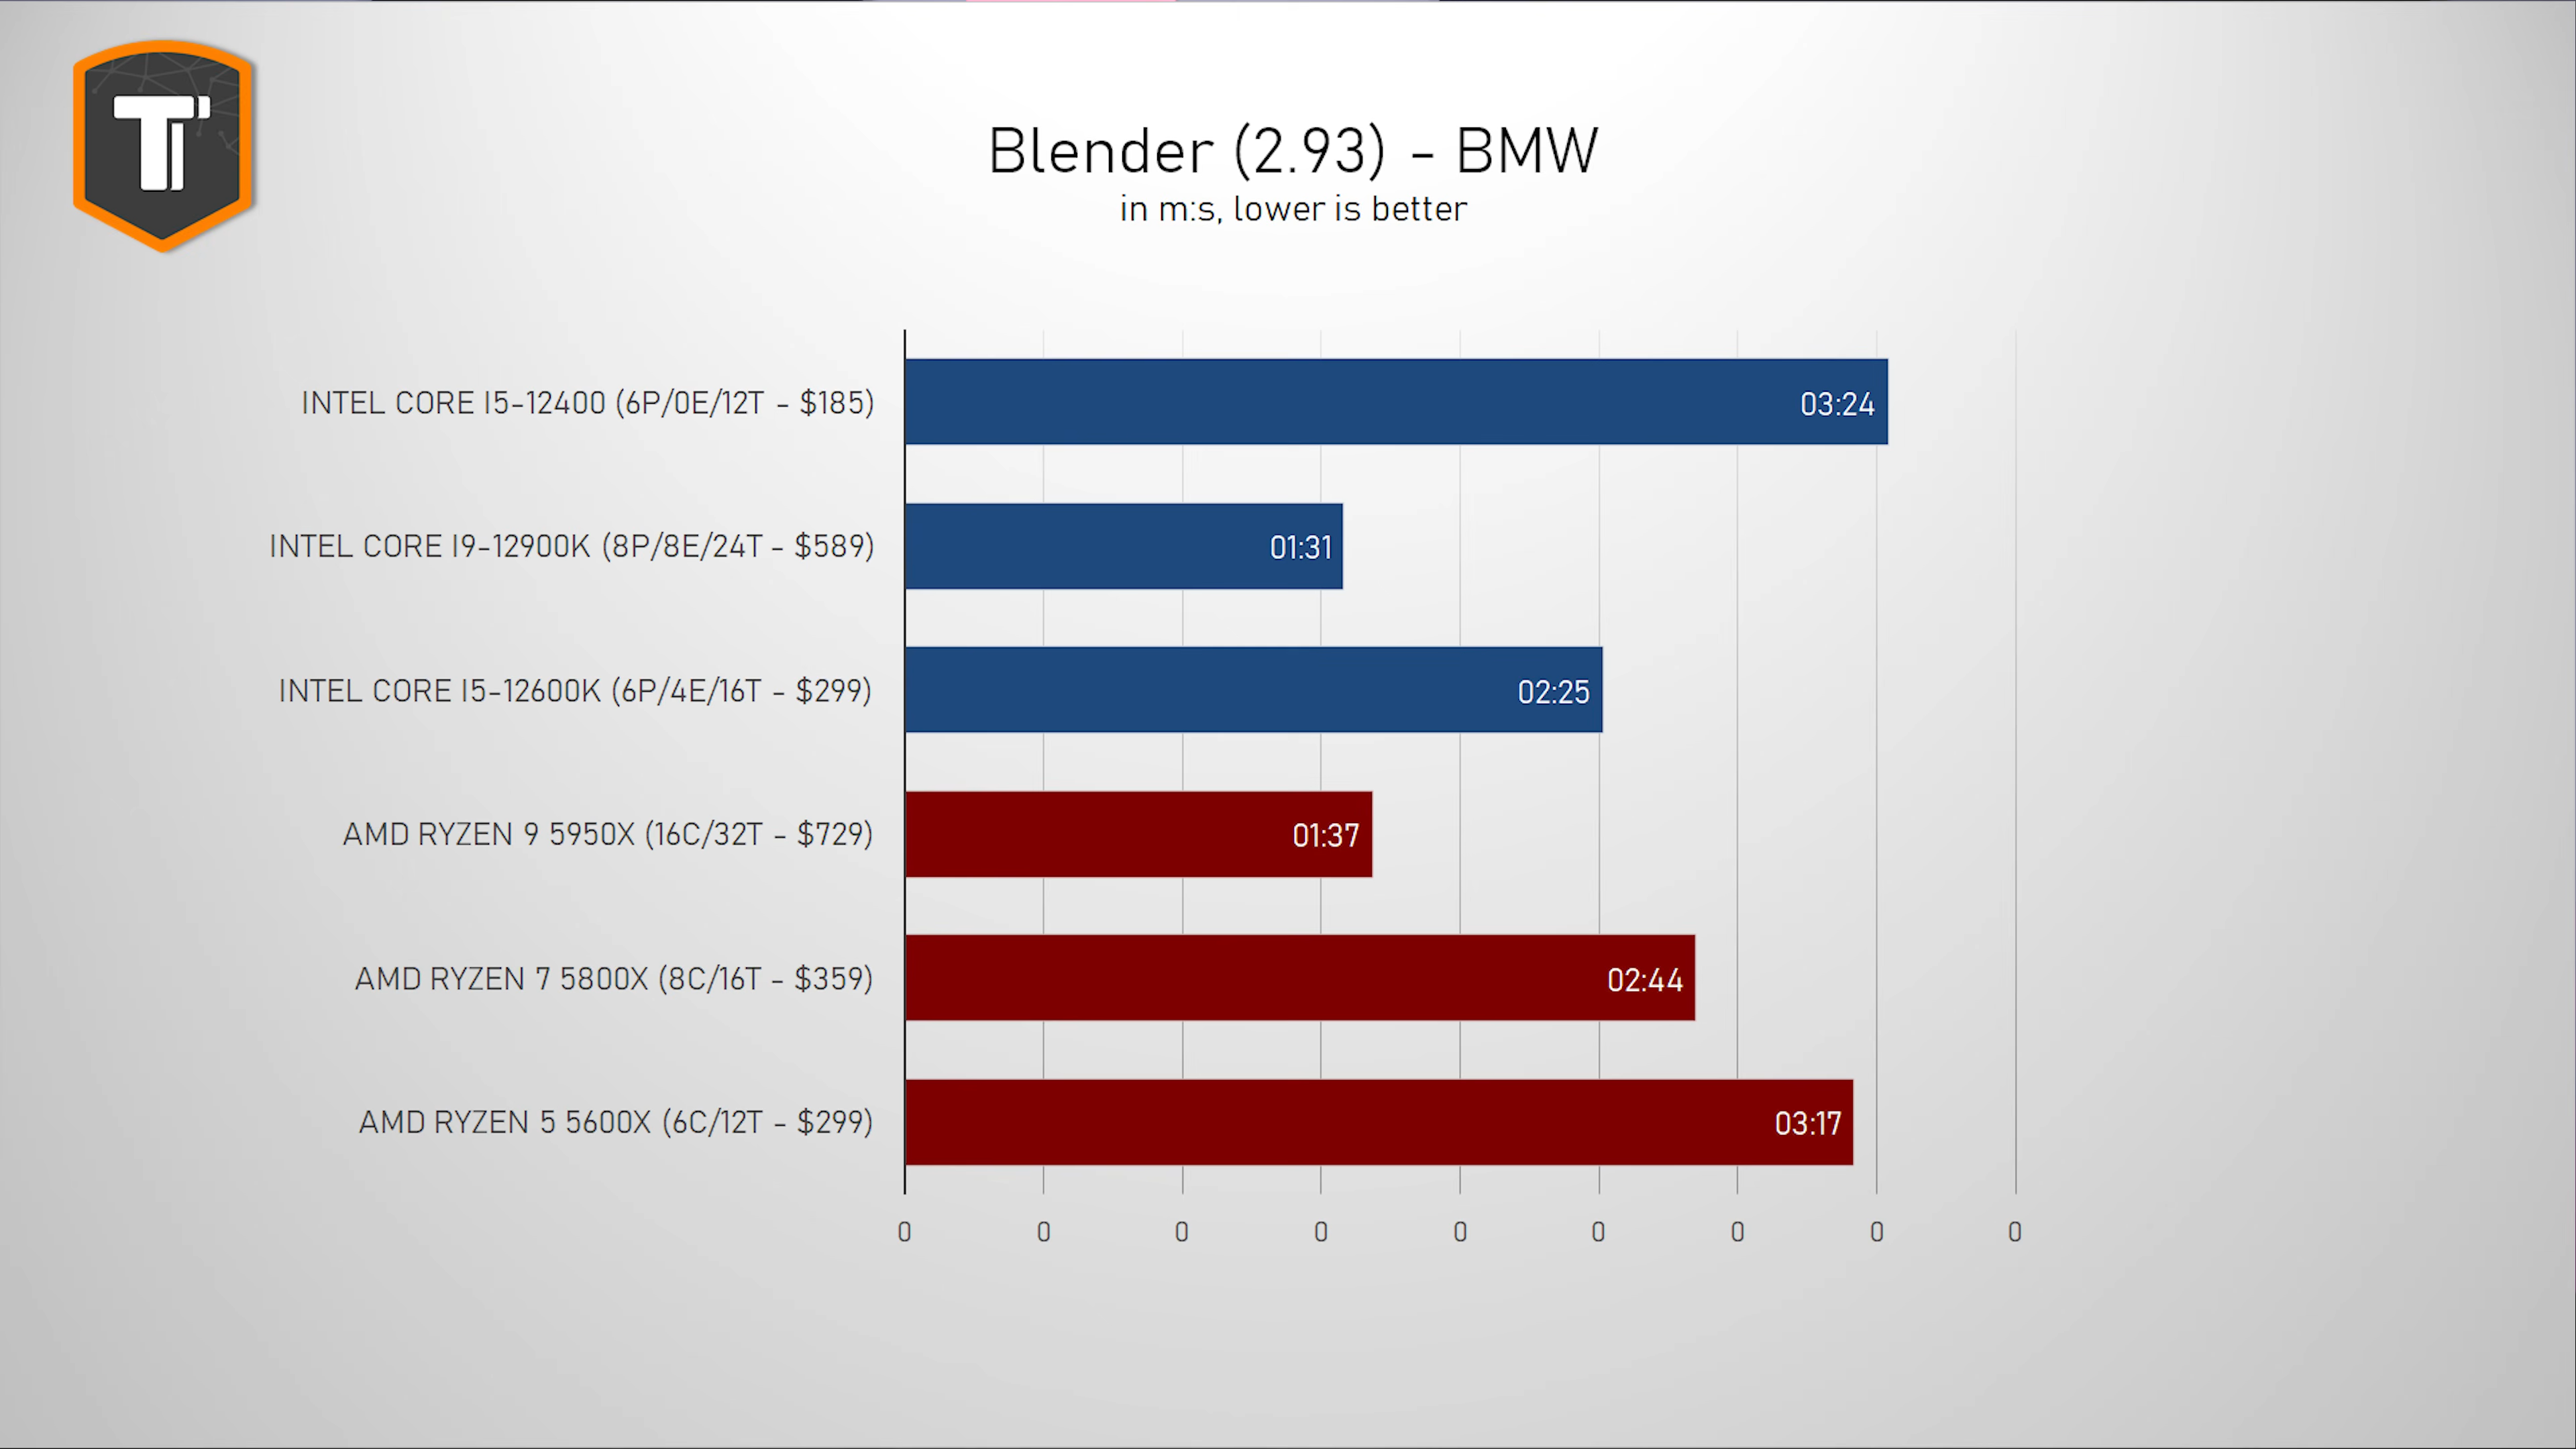 Blender (2.93) - BMW
in m:s, lower is better
INTEL CORE I5-12400 (6P/0E/12T - $185)
03:24
INTEL CORE I9-12900K (8P/8E/24T - $589)
01:31
INTEL CORE I5-12600K (6P/4E/16T - $299)
02:25
AMD RYZEN 9 5950X (16C/32T - $729)
01:37
AMD RYZEN 7 5800X (8C/16T - $359)
02:44
AMD RYZEN 5 5600X (6C/12T - $299)
03:17
0 0 0 0 0 0 0 0 0